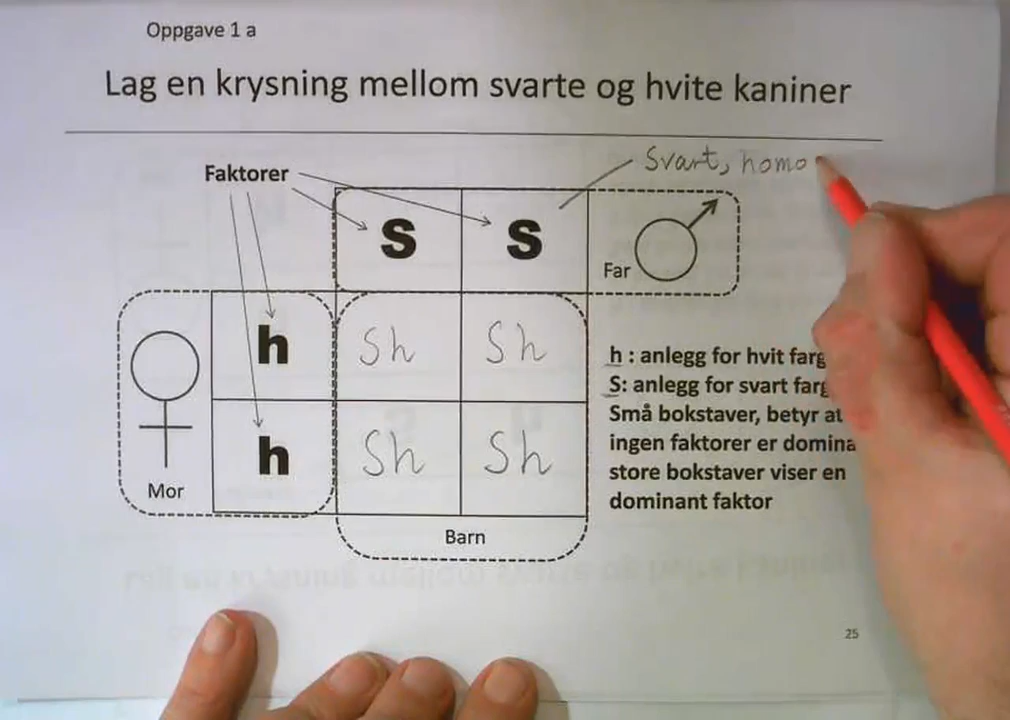 Oppgave 1 a
Lag en krysning mellom svarte og hvite kaniner
Svart, homo
Faktorer
S S
Far
h Sh Sh
h Sh Sh
Mor
Barn
h : anlegg for hvit farg
S: anlegg for svart farg
Små bokstaver, betyr at
ingen faktorer er domina
store bokstaver viser en
dominant faktor
25